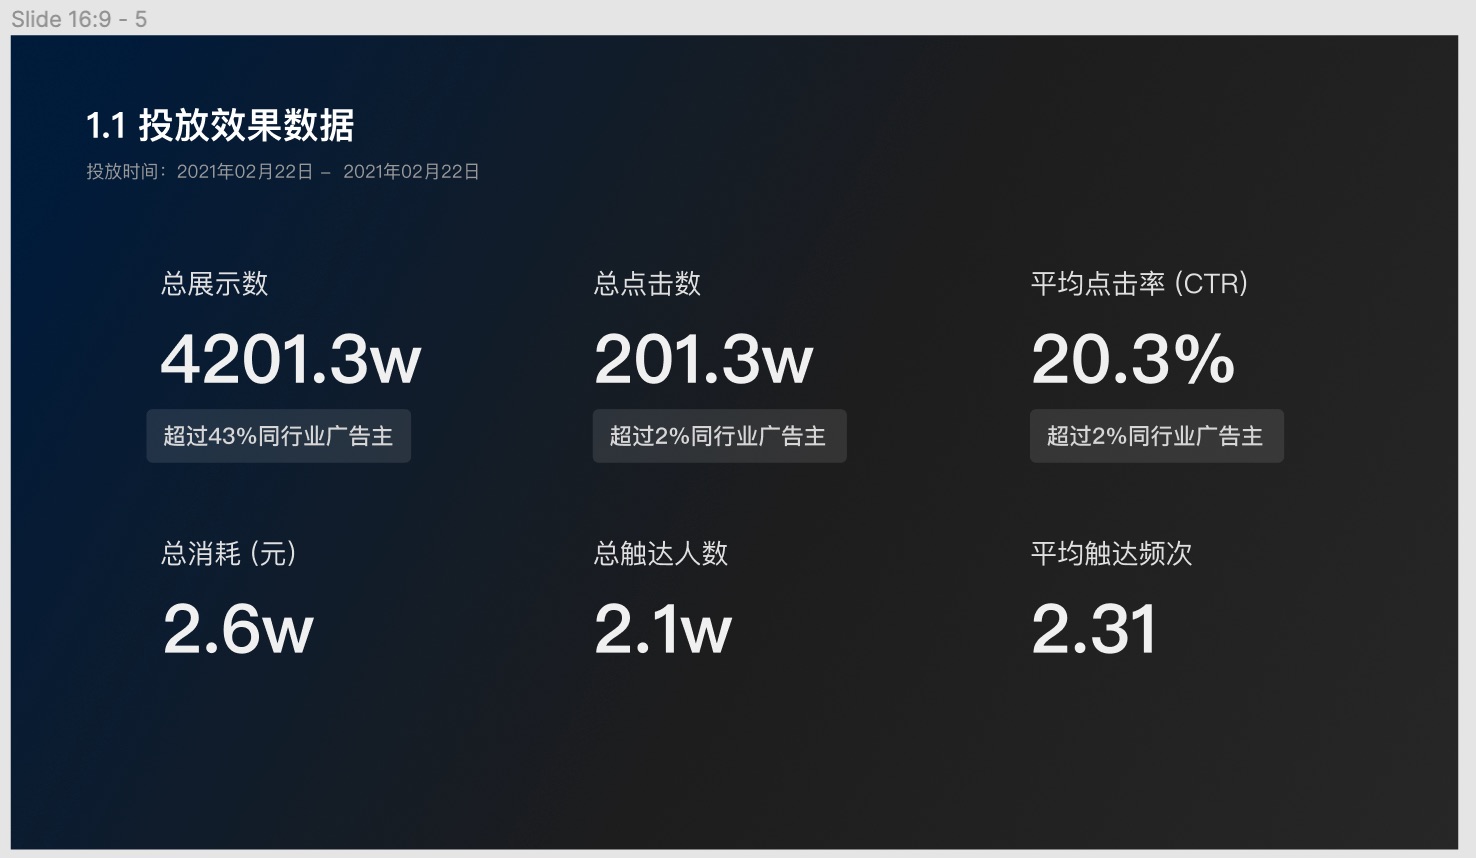 Slide 16:9 - 5
1.1 投放效果数据
投放时间：2021年02月22日 – 2021年02月22日
总展示数
4201.3w
超过43%同行业广告主
总点击数
201.3w
超过2%同行业广告主
平均点击率 (CTR)
20.3%
超过2%同行业广告主
总消耗 (元)
2.6w
总触达人数
2.1w
平均触达频次
2.31